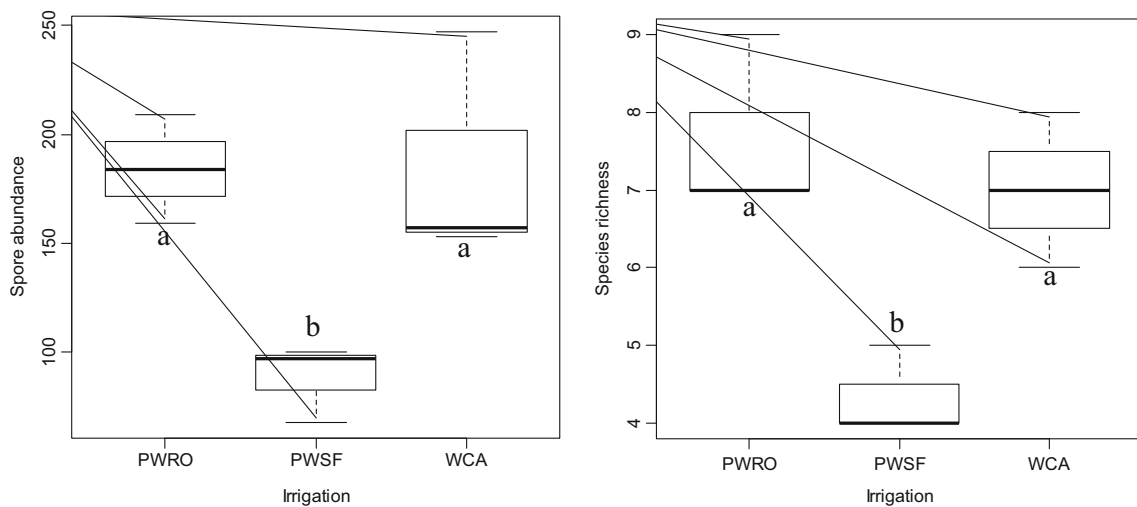 250
200
150
100
Spore abundance
a
b
a
PWRO PWSF WCA
Irrigation
9
8
7
6
5
4
Species richness
a
b
a
PWRO PWSF WCA
Irrigation